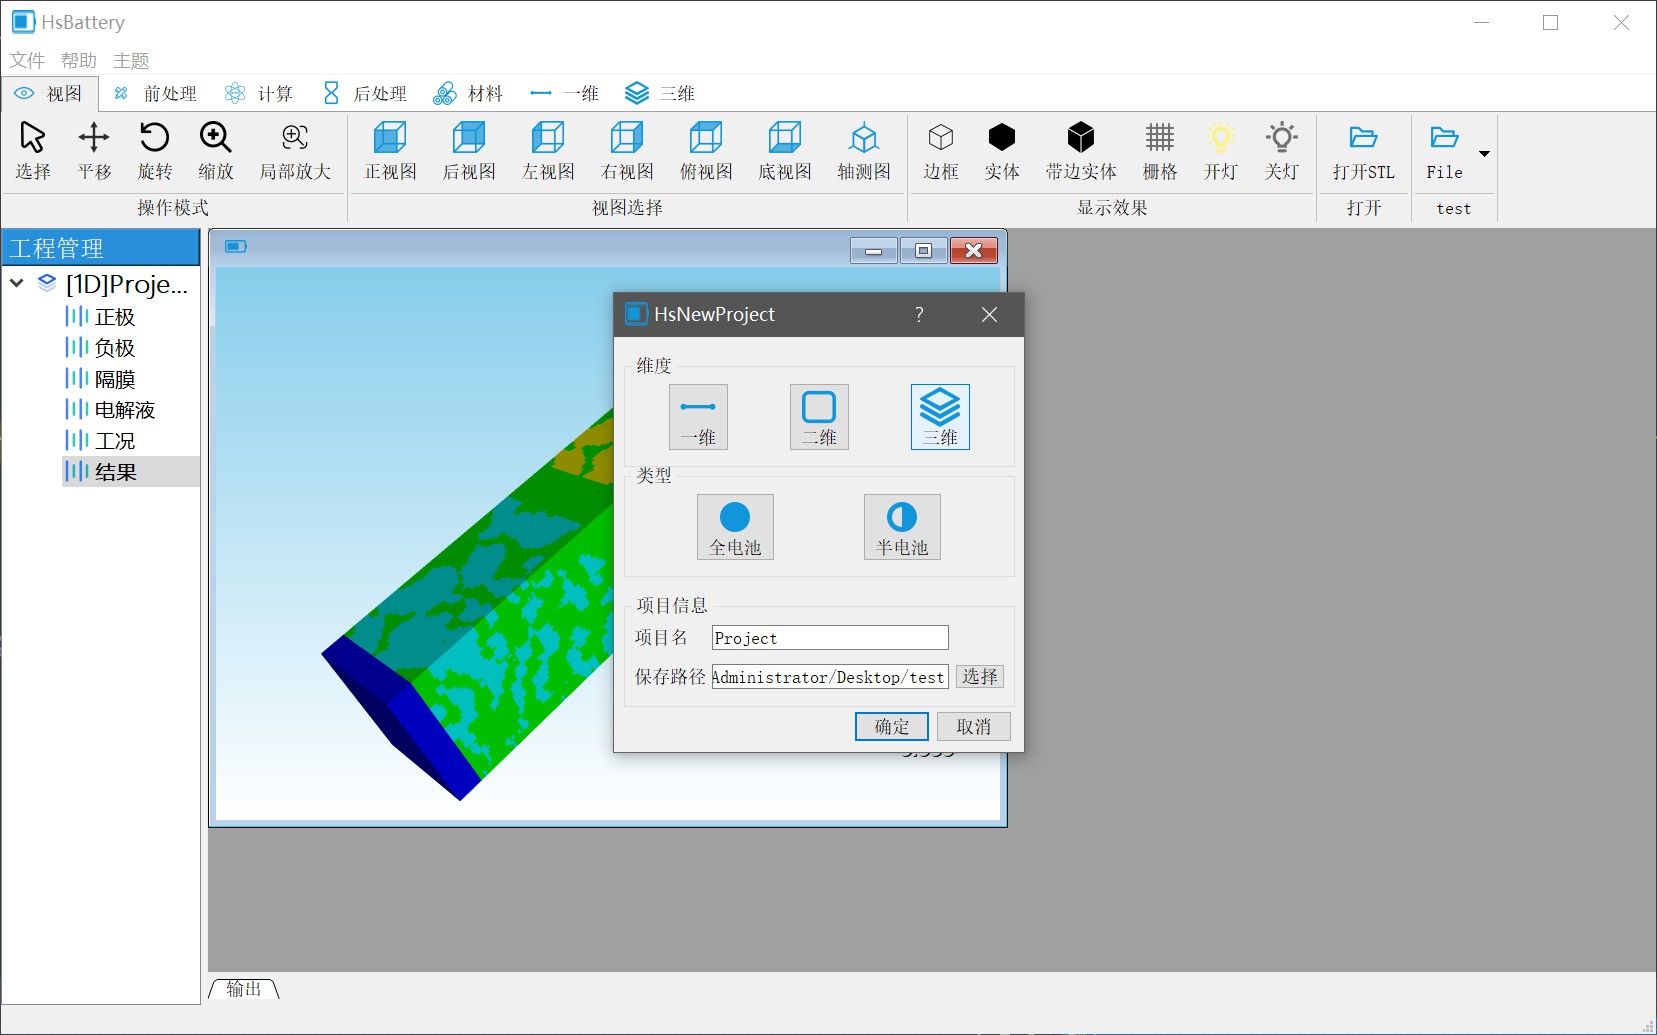 HsBattery
文件 帮助 主题
视图 前处理 计算 后处理 材料 一维 三维
选择 平移 旋转 缩放 局部放大 正视图 后视图 左视图 右视图 俯视图 底视图 轴测图 边框 实体 带边实体 栅格 开灯 关灯 打开STL File
操作模式 视图选择 显示效果 打开 test
工程管理
[1D]Proje...
正极
负极
隔膜
电解液
工况
结果
HsNewProject ?
维度
一维 二维 三维
类型
全电池 半电池
项目信息
项目名 Project
保存路径 Administrator/Desktop/test 选择
确定 取消
输出